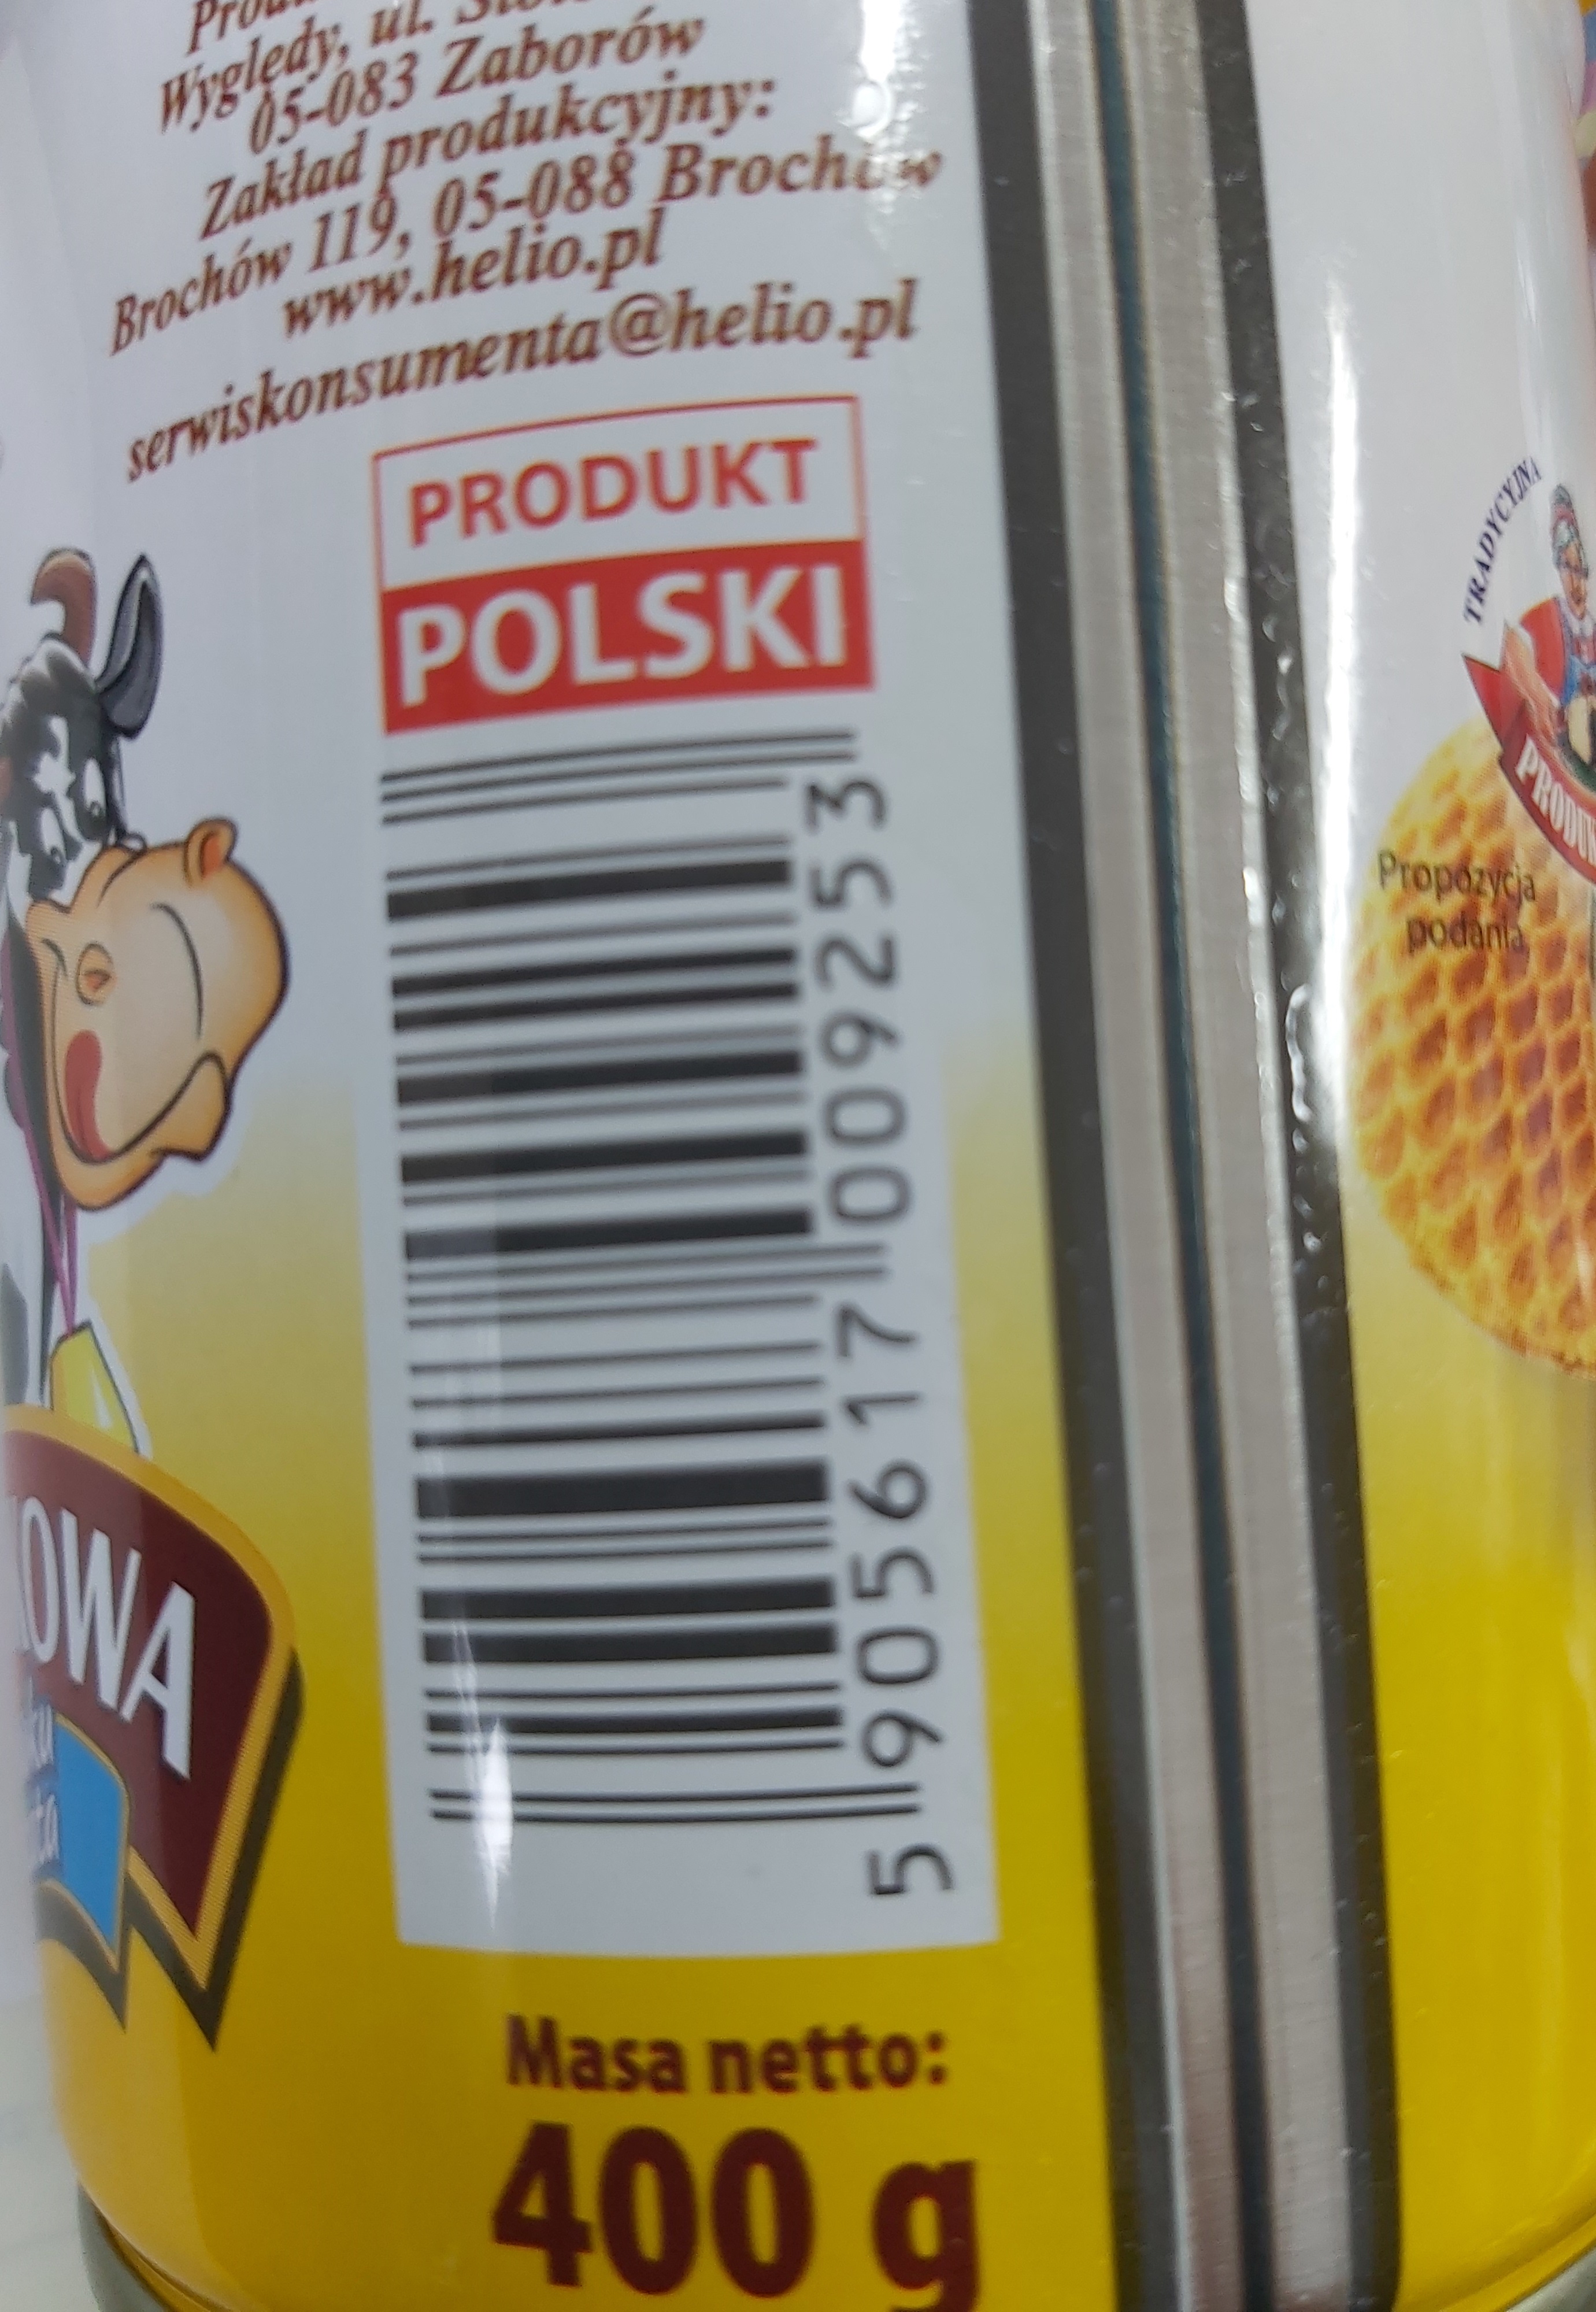 Wyględy, ul.
05-083 Zaborów
Zakład produkcyjny:
Brochów 119, 05-088 Brochów
www.helio.pl
serwiskonsumenta@helio.pl
PRODUKT
POLSKI
5 905617 009253
Masa netto:
400 g
TRADYCYJNA
Propozycja
podania